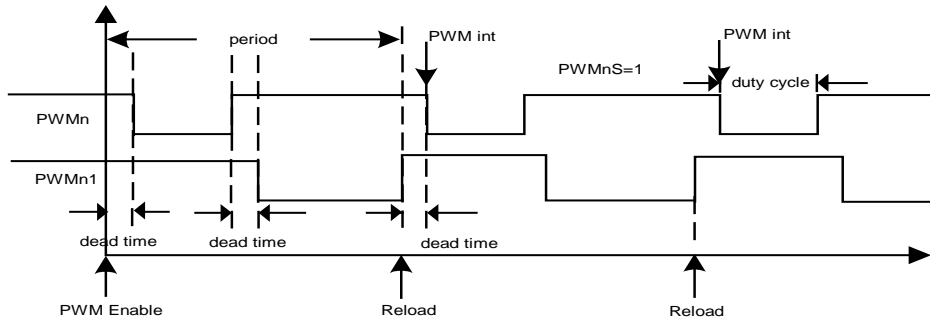 period
PWM int
PWM int
PWMnS=1
duty cycle
PWMn
PWMn1
dead time
dead time
dead time
PWM Enable
Reload
Reload